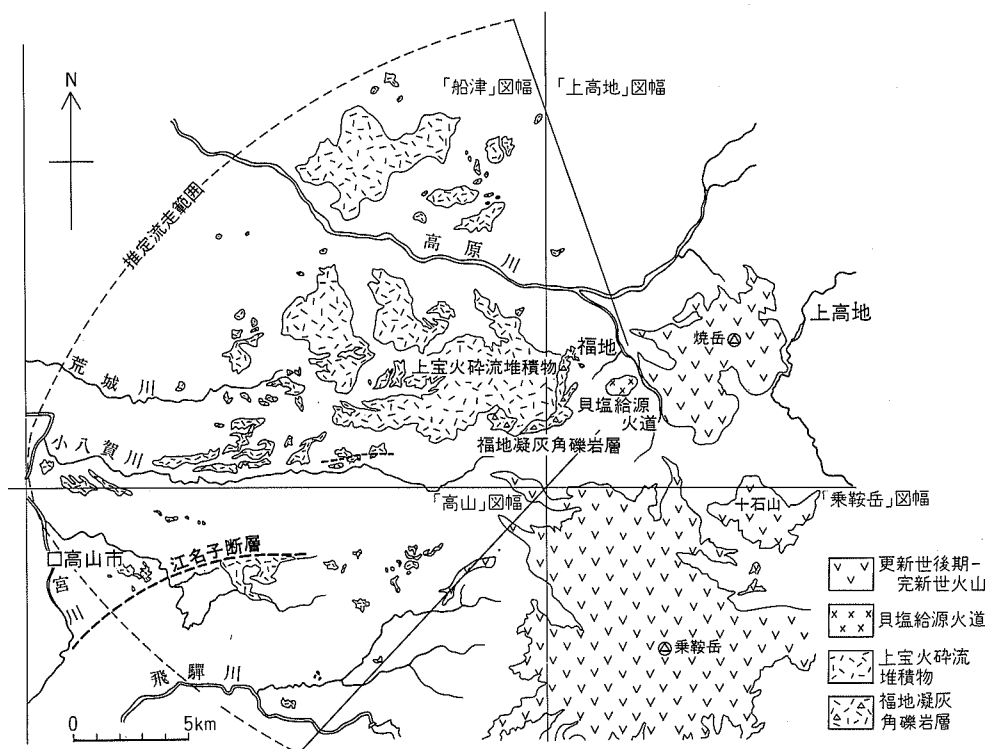 N
「船津」図幅
「上高地」図幅
推定流走範囲
高原川
上高地
焼岳
福地
上宝火砕流堆積物
荒城川
貝塩給源
火道
小八賀川
福地凝灰角礫岩層
「高山」図幅
十石山
「乗鞍岳」図幅
江名子断層
高山市
宮川
乗鞍岳
飛驒川
0 5km
更新世後期−
完新世火山
貝塩給源火道
上宝火砕流
堆積物
福地凝灰
角礫岩層